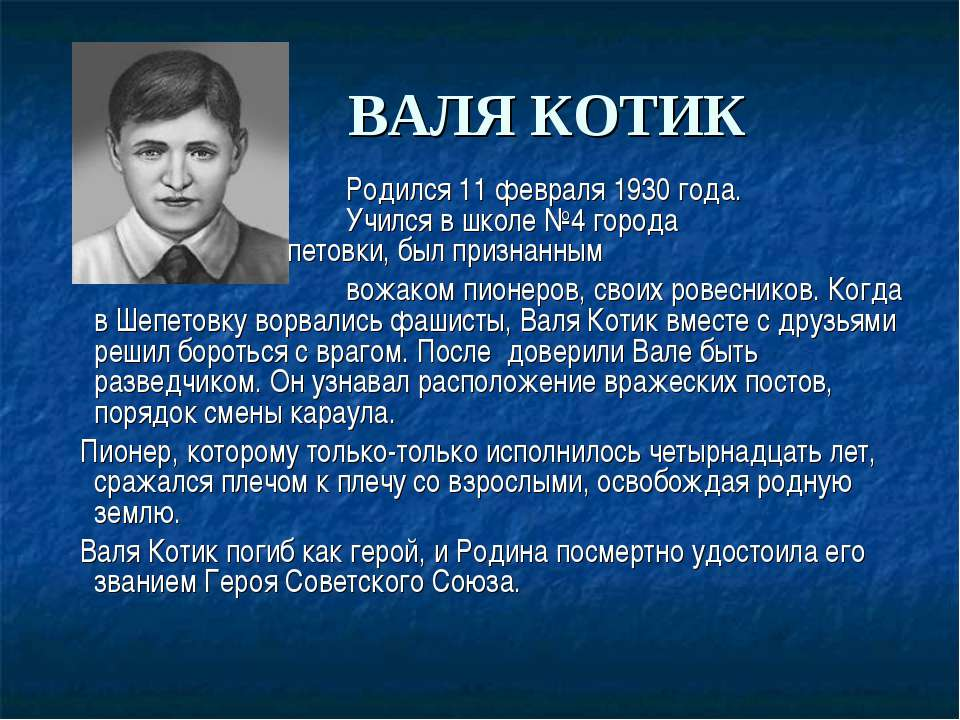 ВАЛЯ КОТИК
Родился 11 февраля 1930 года.
Учился в школе №4 города
петовки, был признанным
вожаком пионеров, своих ровесников. Когда
в Шепетовку ворвались фашисты, Валя Котик вместе с друзьями
решил бороться с врагом. После доверили Вале быть
разведчиком. Он узнавал расположение вражеских постов,
порядок смены караула.
Пионер, которому только-только исполнилось четырнадцать лет,
сражался плечом к плечу со взрослыми, освобождая родную
землю.
Валя Котик погиб как герой, и Родина посмертно удостоила его
званием Героя Советского Союза.